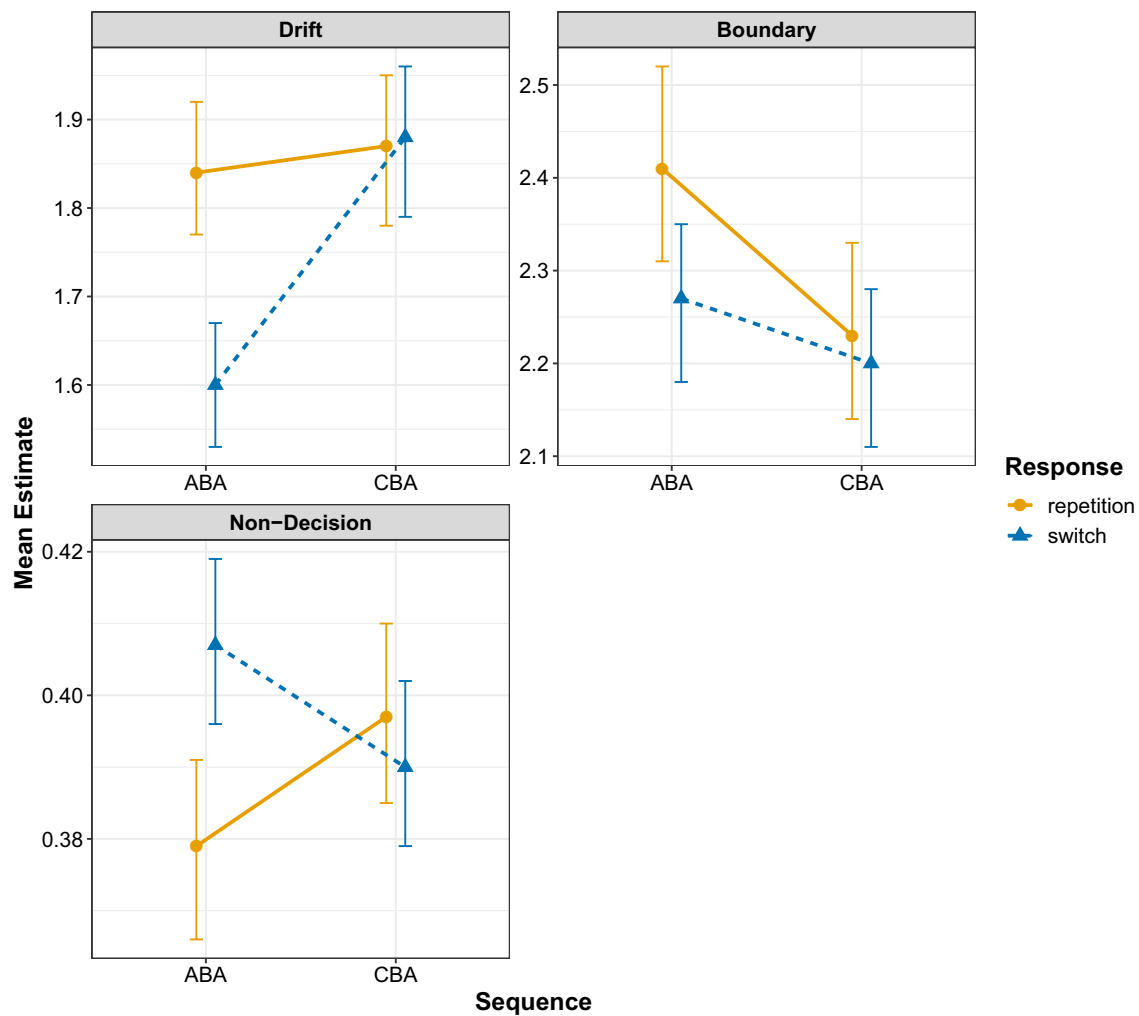 Drift
Boundary
1.9
1.8
1.7
1.6
2.5
2.4
2.3
2.2
2.1
ABA
CBA
ABA
CBA
Response
repetition
switch
Mean Estimate
Non−Decision
0.42
0.40
0.38
ABA
CBA
Sequence